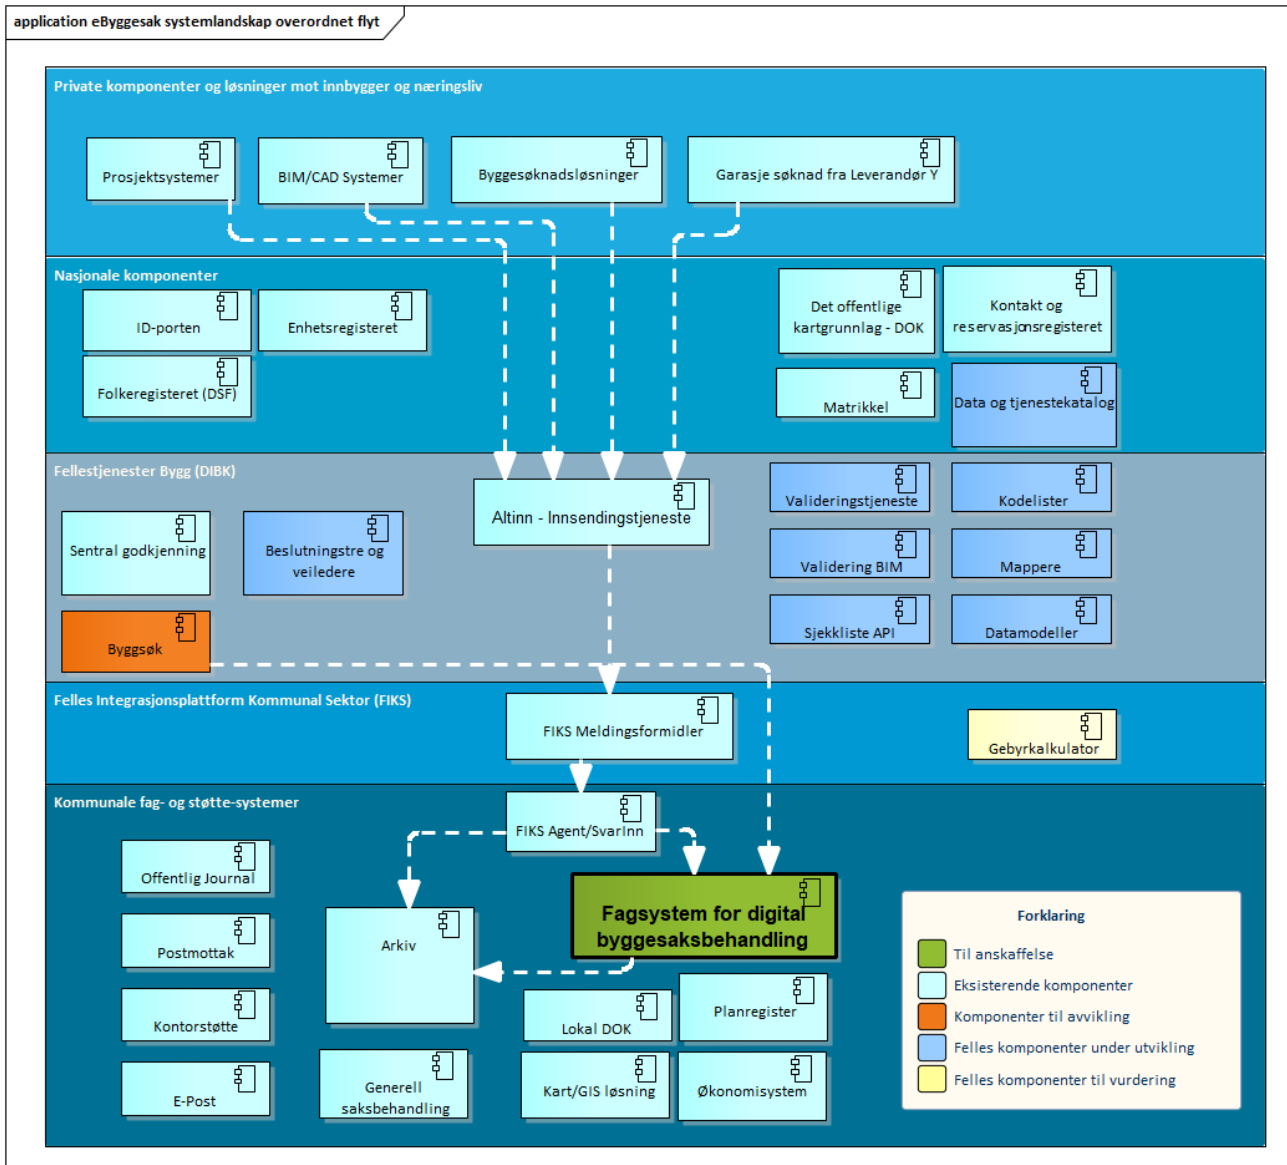 application eByggesak systemlandskap overordnet flyt
Private komponenter og løsninger mot innbygger og næringsliv
Prosjektsystemer
BIM/CAD Systemer
Byggesøknadsløsninger
Garasje søknad fra Leverandør Y
Nasjonale komponenter
ID-porten
Enhetsregisteret
Folkeregisteret (DSF)
Det offentlige
kartgrunnlag - DOK
Kontakt og
reservasjonsregisteret
Matrikkel
Data og tjenestekatalog
Fellestjenester Bygg (DIBK)
Altinn - Innsendingstjeneste
Sentral godkjenning
Beslutningstre og
veiledere
Byggsøk
Valideringstjeneste
Kodelister
Validering BIM
Mappere
Sjekkliste API
Datamodeller
Felles Integrasjonsplattform Kommunal Sektor (FIKS)
FIKS Meldingsformidler
Gebyrkalkulator
Kommunale fag- og støtte-systemer
FIKS Agent/SvarInn
Offentlig Journal
Postmottak
Kontorstøtte
E-Post
Arkiv
Fagsystem for digital
byggesaksbehandling
Generell
saksbehandling
Lokal DOK
Planregister
Kart/GIS løsning
Økonomisystem
Forklaring
Til anskaffelse
Eksisterende komponenter
Komponenter til avvikling
Felles komponenter under utvikling
Felles komponenter til vurdering